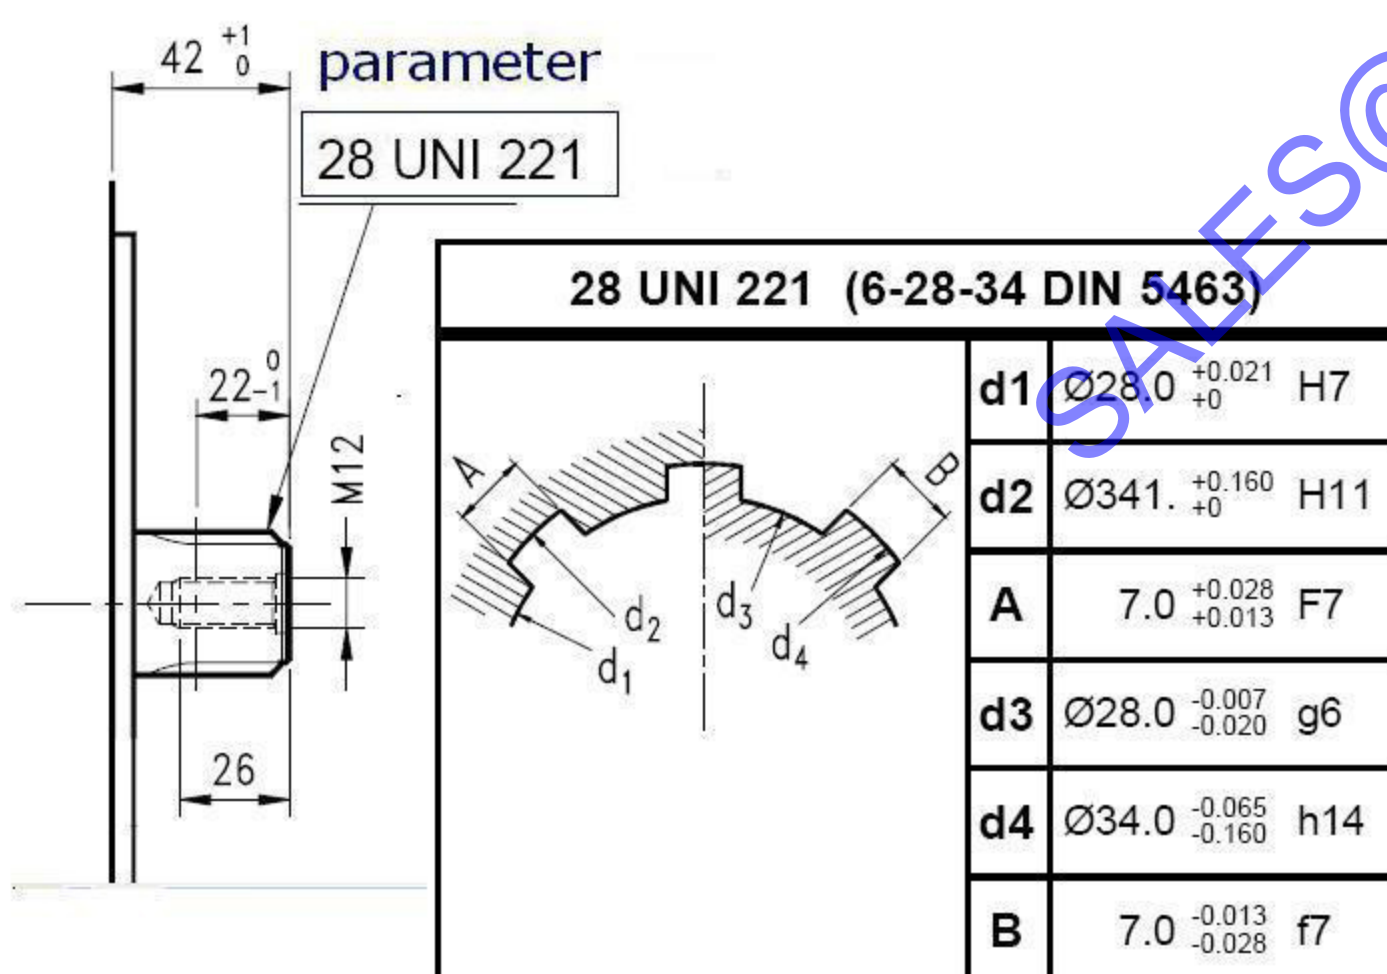 42 +1 0
parameter
28 UNI 221
22 0 -1
M12
26
28 UNI 221 (6-28-34 DIN 5463)
A
B
d2
d1
d3
d4
d1 Ø28.0 +0.021 +0 H7
d2 Ø341. +0.160 +0 H11
A 7.0 +0.028 +0.013 F7
d3 Ø28.0 -0.007 -0.020 g6
d4 Ø34.0 -0.065 -0.160 h14
B 7.0 -0.013 -0.028 f7
SALES@